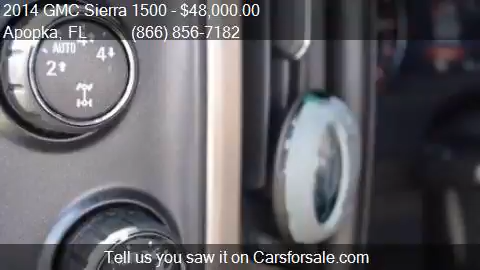 2014 GMC Sierra 1500 - $48,000.00
Apopka, FL (866) 856-7182
AUTO
2 4
Tell us you saw it on Carsforsale.com